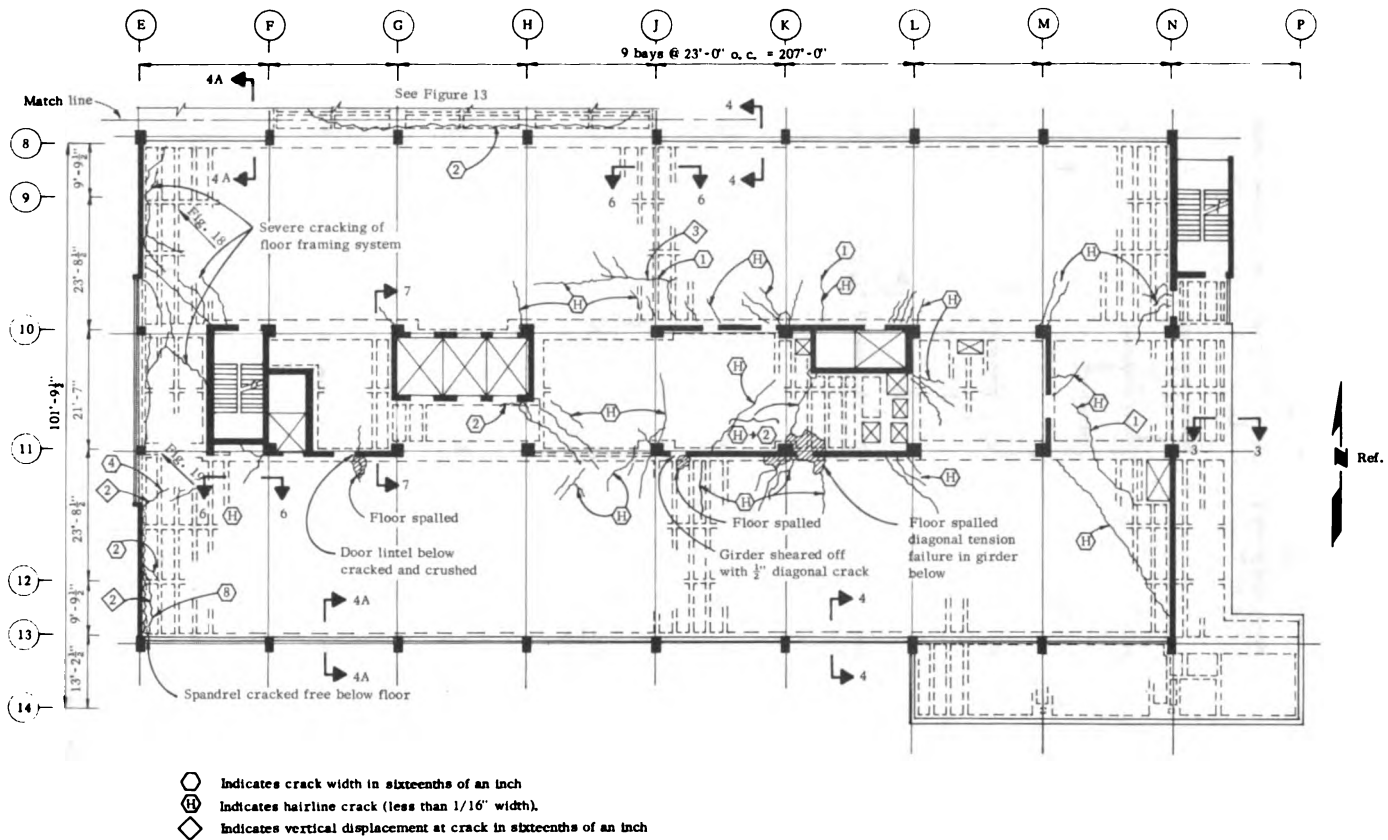 E F G H J K L M N P
9 bays @ 23'-0" o.c. = 207'-0"
4A
See Figure 13
Match line
4
8
2
9'-9½"
4A
4
6 6
9
Fig. 18
Severe cracking of
floor framing system
3
1
H
1
H
H
23'-8½"
7
H
H
10
101'-9½"
21'-7"
H
H
2
H
H + 2
H
1
11
3 3
Ref.
N
4
2
6 6
H
7
H
H
H
H
Floor spalled
Floor spalled
Floor spalled
diagonal tension
failure in girder
below
23'-8½"
Door lintel below
cracked and crushed
Girder sheared off
with ½" diagonal crack
2
12
2
8
4A
4
9'-9½"
13
4A
4
13'-2½"
Spandrel cracked free below floor
14
Indicates crack width in sixteenths of an inch
H Indicates hairline crack (less than 1/16" width).
Indicates vertical displacement at crack in sixteenths of an inch